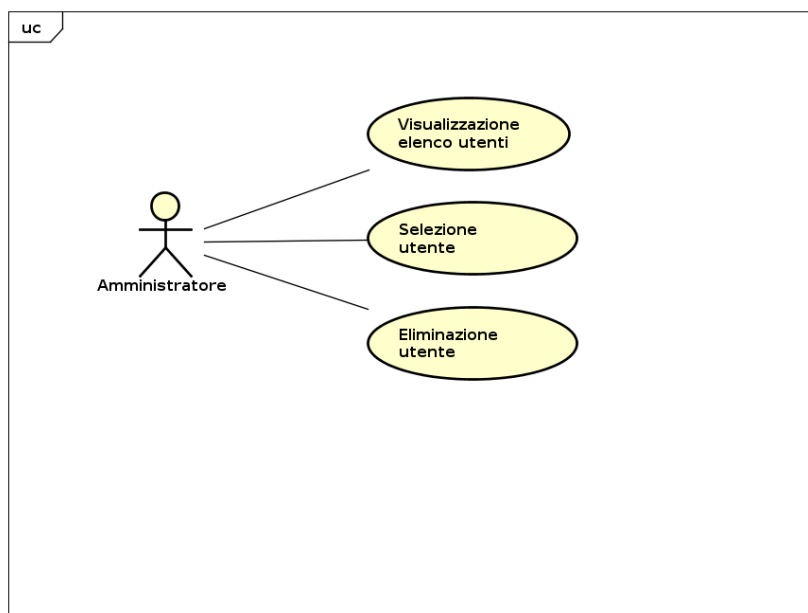 uc
Visualizzazione
elenco utenti
Selezione
utente
Amministratore
Eliminazione
utente